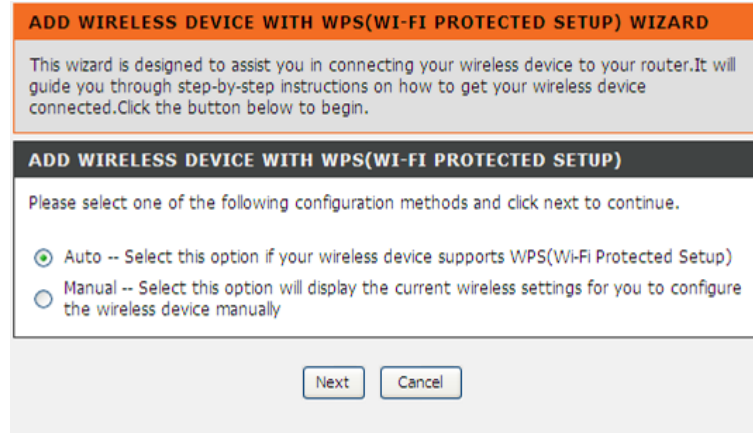 ADD WIRELESS DEVICE WITH WPS(WI-FI PROTECTED SETUP) WIZARD
This wizard is designed to assist you in connecting your wireless device to your router.It will
guide you through step-by-step instructions on how to get your wireless device
connected.Click the button below to begin.
ADD WIRELESS DEVICE WITH WPS(WI-FI PROTECTED SETUP)
Please select one of the following configuration methods and click next to continue.
Auto -- Select this option if your wireless device supports WPS(Wi-Fi Protected Setup)
Manual -- Select this option will display the current wireless settings for you to configure
the wireless device manually
Next Cancel